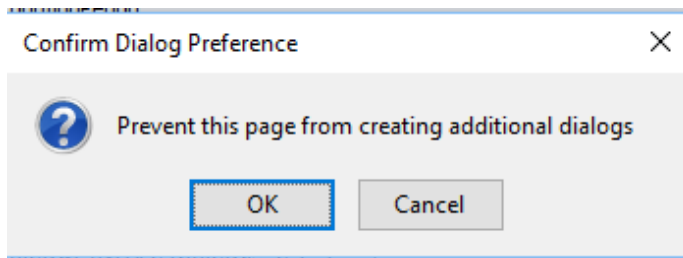 Confirm Dialog Preference
Prevent this page from creating additional dialogs
OK
Cancel